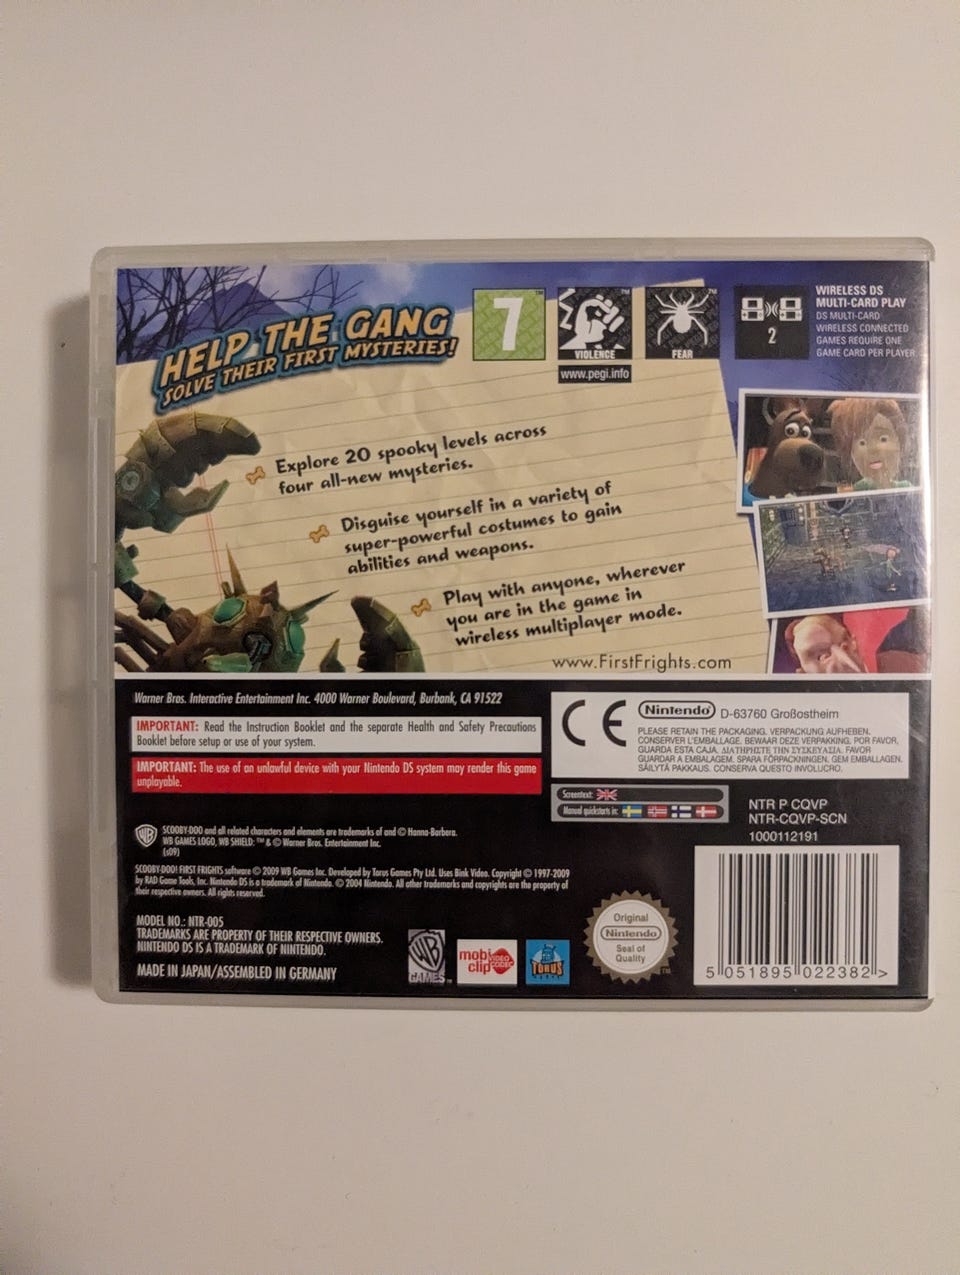 HELP THE GANG
SOLVE THEIR FIRST MYSTERIES!
7
VIOLENCE
FEAR
www.pegi.info
2
WIRELESS DS
MULTI-CARD PLAY
DS MULTI-CARD
WIRELESS CONNECTED
GAMES REQUIRE ONE
GAME CARD PER PLAYER
Explore 20 spooky levels across
four all-new mysteries.
Disguise yourself in a variety of
super-powerful costumes to gain
abilities and weapons.
Play with anyone, wherever
you are in the game in
wireless multiplayer mode.
www.FirstFrights.com
Warner Bros. Interactive Entertainment Inc. 4000 Warner Boulevard, Burbank, CA 91522
IMPORTANT: Read the Instruction Booklet and the separate Health and Safety Precautions
Booklet before setup or use of your system.
IMPORTANT: The use of an unlawful device with your Nintendo DS system may render this game
unplayable.
CE
Nintendo® D-63760 Großostheim
PLEASE RETAIN THE PACKAGING. VERPACKUNG AUFHEBEN.
CONSERVER L'EMBALLAGE. BEWAAR DEZE VERPAKKING. POR FAVOR,
GUARDA ESTA CAJA. ΔΙΑΤΗΡΗΣΤΕ ΤΗΝ ΣΥΣΚΕΥΑΣΙΑ. FAVOR
GUARDAR A EMBALAGEM. SPARA FÖRPACKNINGEN. GEM EMBALLAGEN.
SÄILYTÄ PAKKAUS. CONSERVA QUESTO INVOLUCRO.
Screentext:
Manual quickstarts in:
NTR P CQVP
NTR-CQVP-SCN
1000112191
WB
SCOOBY-DOO and all related characters and elements are trademarks of and © Hanna-Barbera.
WB GAMES LOGO, WB SHIELD: ™ & © Warner Bros. Entertainment Inc.
(s09)
SCOOBY-DOO! FIRST FRIGHTS software © 2009 WB Games Inc. Developed by Torus Games Pty Ltd. Uses Bink Video. Copyright © 1997-2009
by RAD Game Tools, Inc. Nintendo DS is a trademark of Nintendo. © 2004 Nintendo. All other trademarks and copyrights are the property of
their respective owners. All rights reserved.
MODEL NO.: NTR-005
TRADEMARKS ARE PROPERTY OF THEIR RESPECTIVE OWNERS.
NINTENDO DS IS A TRADEMARK OF NINTENDO.
MADE IN JAPAN/ASSEMBLED IN GERMANY
WB
GAMES
mobi
clip
VIDEO
CODEC
TORUS
GAMES
Original
Nintendo
Seal of
Quality
5 051895 022382 >